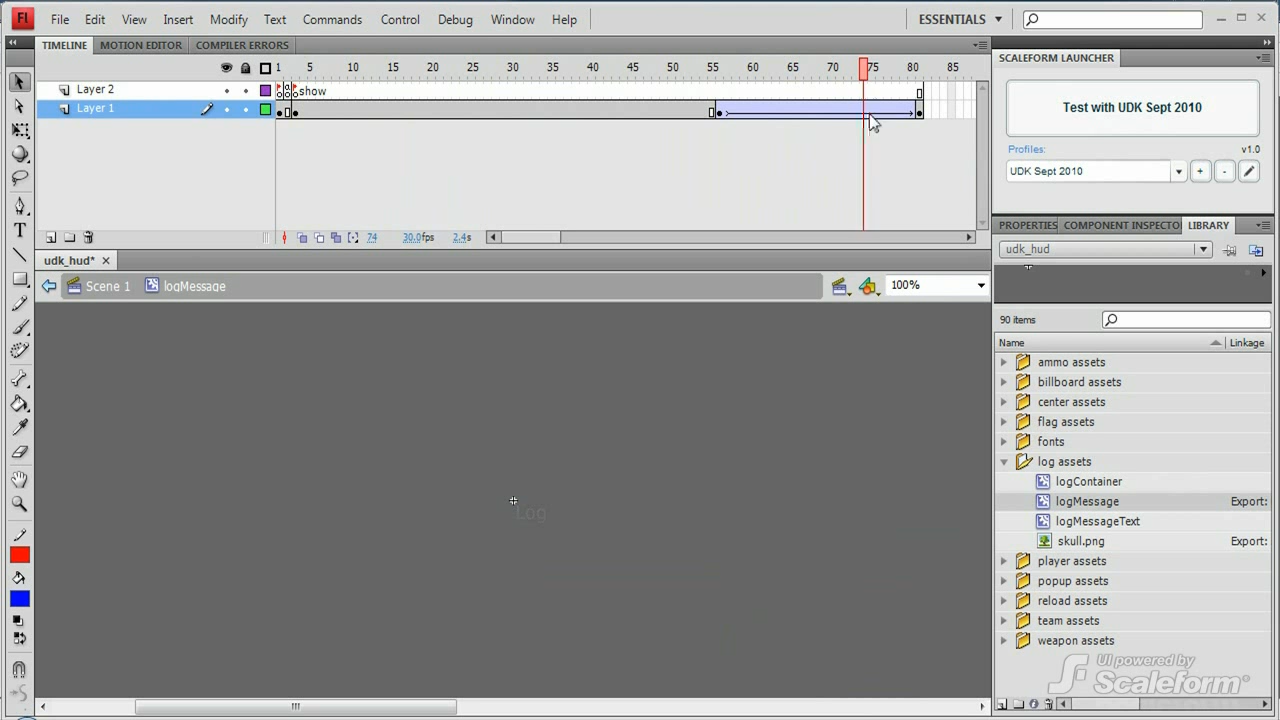 Fl File Edit View Insert Modify Text Commands Control Debug Window Help ESSENTIALS
TIMELINE MOTION EDITOR COMPILER ERRORS
1 5 10 15 20 25 30 35 40 45 50 55 60 65 70 75 80 85
Layer 2 show
Layer 1
74 30.0fps 2.4s
udk_hud*
Scene 1 logMessage 100%
Log
SCALEFORM LAUNCHER
Test with UDK Sept 2010
Profiles: v1.0
UDK Sept 2010 + -
PROPERTIES COMPONENT INSPECTO LIBRARY
udk_hud
90 items
Name Linkage
ammo assets
billboard assets
center assets
flag assets
fonts
log assets
logContainer
logMessage Export:
logMessageText
skull.png Export:
player assets
popup assets
reload assets
team assets
weapon assets
UI powered by
Scaleform